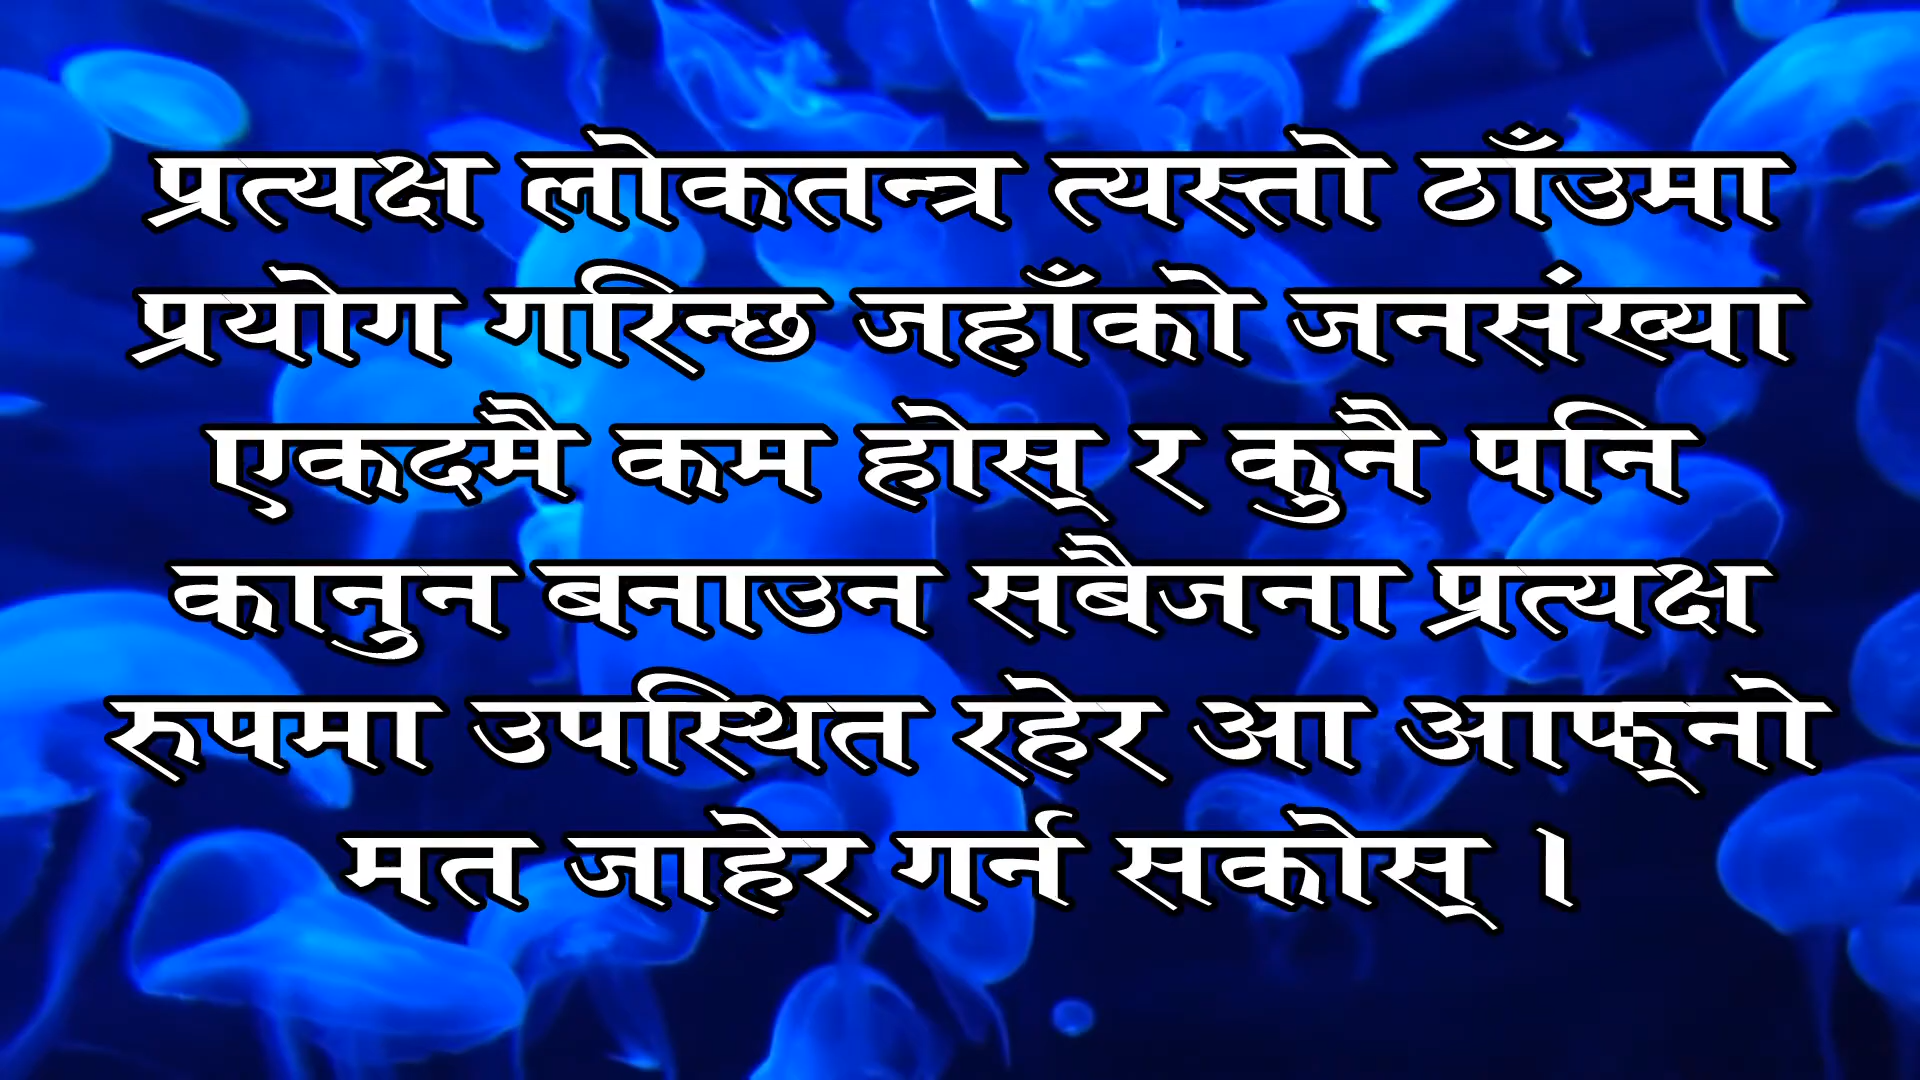 प्रत्यक्ष लोकतन्त्र त्यस्तो ठाँउमा
प्रयोग गरिन्छ जहाँको जनसंख्या
एकदमै कम होस् र कुनै पनि
कानुन बनाउन सबैजना प्रत्यक्ष
रुपमा उपस्थित रहेर आ आफ्नो
मत जाहेर गर्न सकोस् ।